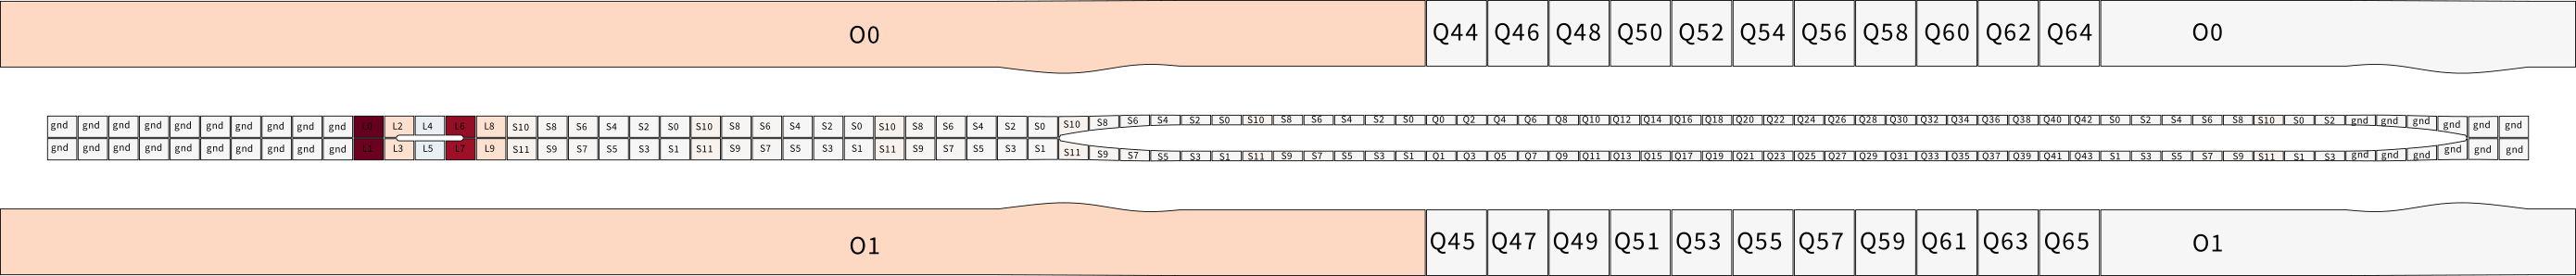 O0 Q44 Q46 Q48 Q50 Q52 Q54 Q56 Q58 Q60 Q62 Q64 O0
gnd gnd gnd gnd gnd gnd gnd gnd gnd gnd L0 L2 L4 L6 L8 S10 S8 S6 S4 S2 S0 S10 S8 S6 S4 S2 S0 S10 S8 S6 S4 S2 S0 S10 S8 S6 S4 S2 S0 S10 S8 S6 S4 S2 S0 Q0 Q2 Q4 Q6 Q8 Q10 Q12 Q14 Q16 Q18 Q20 Q22 Q24 Q26 Q28 Q30 Q32 Q34 Q36 Q38 Q40 Q42 S0 S2 S4 S6 S8 S10 S0 S2 gnd gnd gnd gnd gnd gnd
gnd gnd gnd gnd gnd gnd gnd gnd gnd gnd L1 L3 L5 L7 L9 S11 S9 S7 S5 S3 S1 S11 S9 S7 S5 S3 S1 S11 S9 S7 S5 S3 S1 S11 S9 S7 S5 S3 S1 S11 S9 S7 S5 S3 S1 Q1 Q3 Q5 Q7 Q9 Q11 Q13 Q15 Q17 Q19 Q21 Q23 Q25 Q27 Q29 Q31 Q33 Q35 Q37 Q39 Q41 Q43 S1 S3 S5 S7 S9 S11 S1 S3 gnd gnd gnd gnd gnd gnd
O1 Q45 Q47 Q49 Q51 Q53 Q55 Q57 Q59 Q61 Q63 Q65 O1